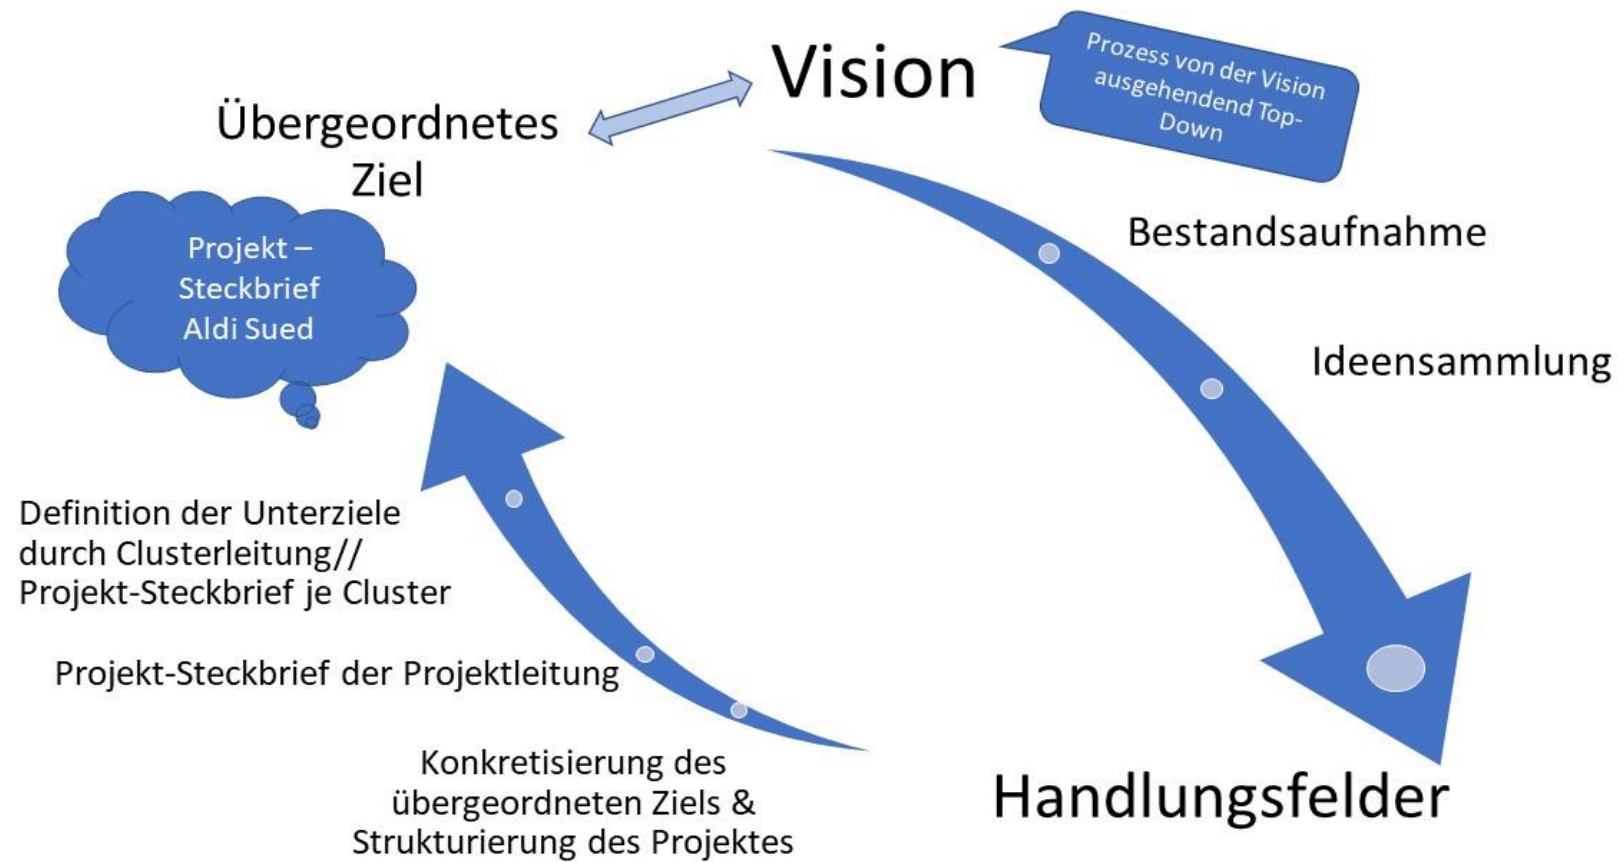 Vision
Prozess von der Vision
ausgehendend Top-
Down
Übergeordnetes
Ziel
Projekt –
Steckbrief
Aldi Sued
Bestandsaufnahme
Ideensammlung
Handlungsfelder
Definition der Unterziele
durch Clusterleitung//
Projekt-Steckbrief je Cluster
Projekt-Steckbrief der Projektleitung
Konkretisierung des
übergeordneten Ziels &
Strukturierung des Projektes